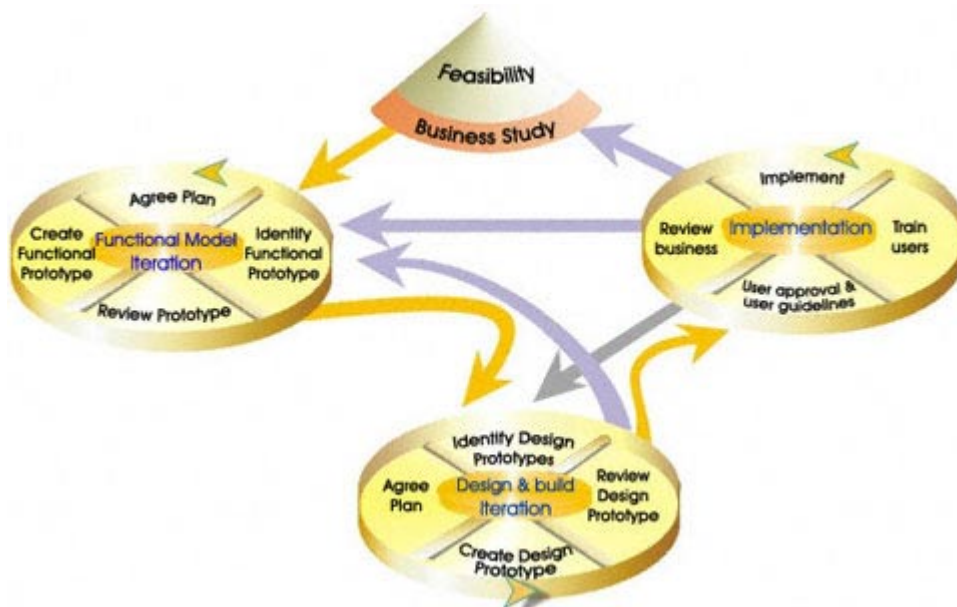 Feasibility
Business Study
Agree Plan
Create
Functional
Prototype
Functional Model
Iteration
Identify
Functional
Prototype
Review Prototype
Implement
Review
business
Implementation
Train
users
User approval &
user guidelines
Identify Design
Prototypes
Agree
Plan
Design & build
Iteration
Review
Design
Prototype
Create Design
Prototype